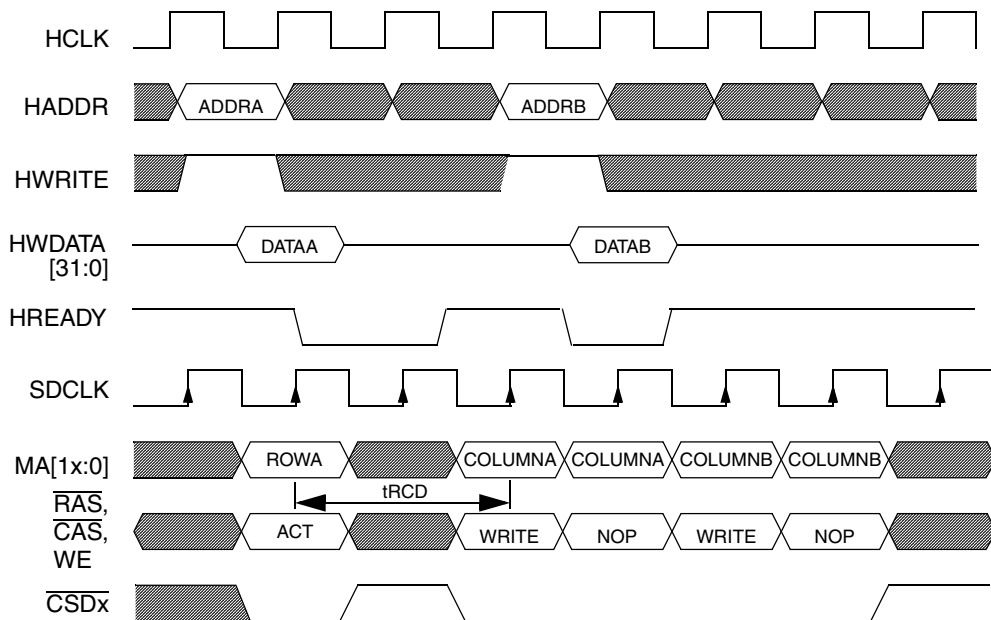 HCLK
HADDR ADDRA ADDRB
HWRITE
HWDATA
[31:0] DATAA DATAB
HREADY
SDCLK
MA[1x:0] ROWA COLUMNA COLUMNA COLUMNB COLUMNB
tRCD
RAS,
CAS, ACT WRITE NOP WRITE NOP
WE
CSDx